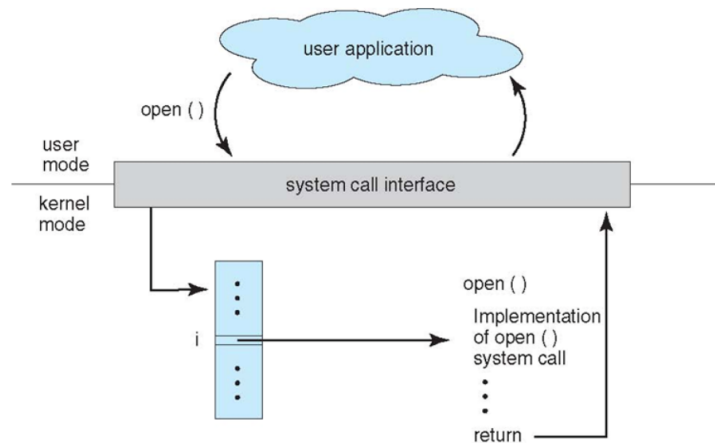 user application
open ( )
user
mode
system call interface
kernel
mode
open ( )
i
Implementation
of open ( )
system call
return